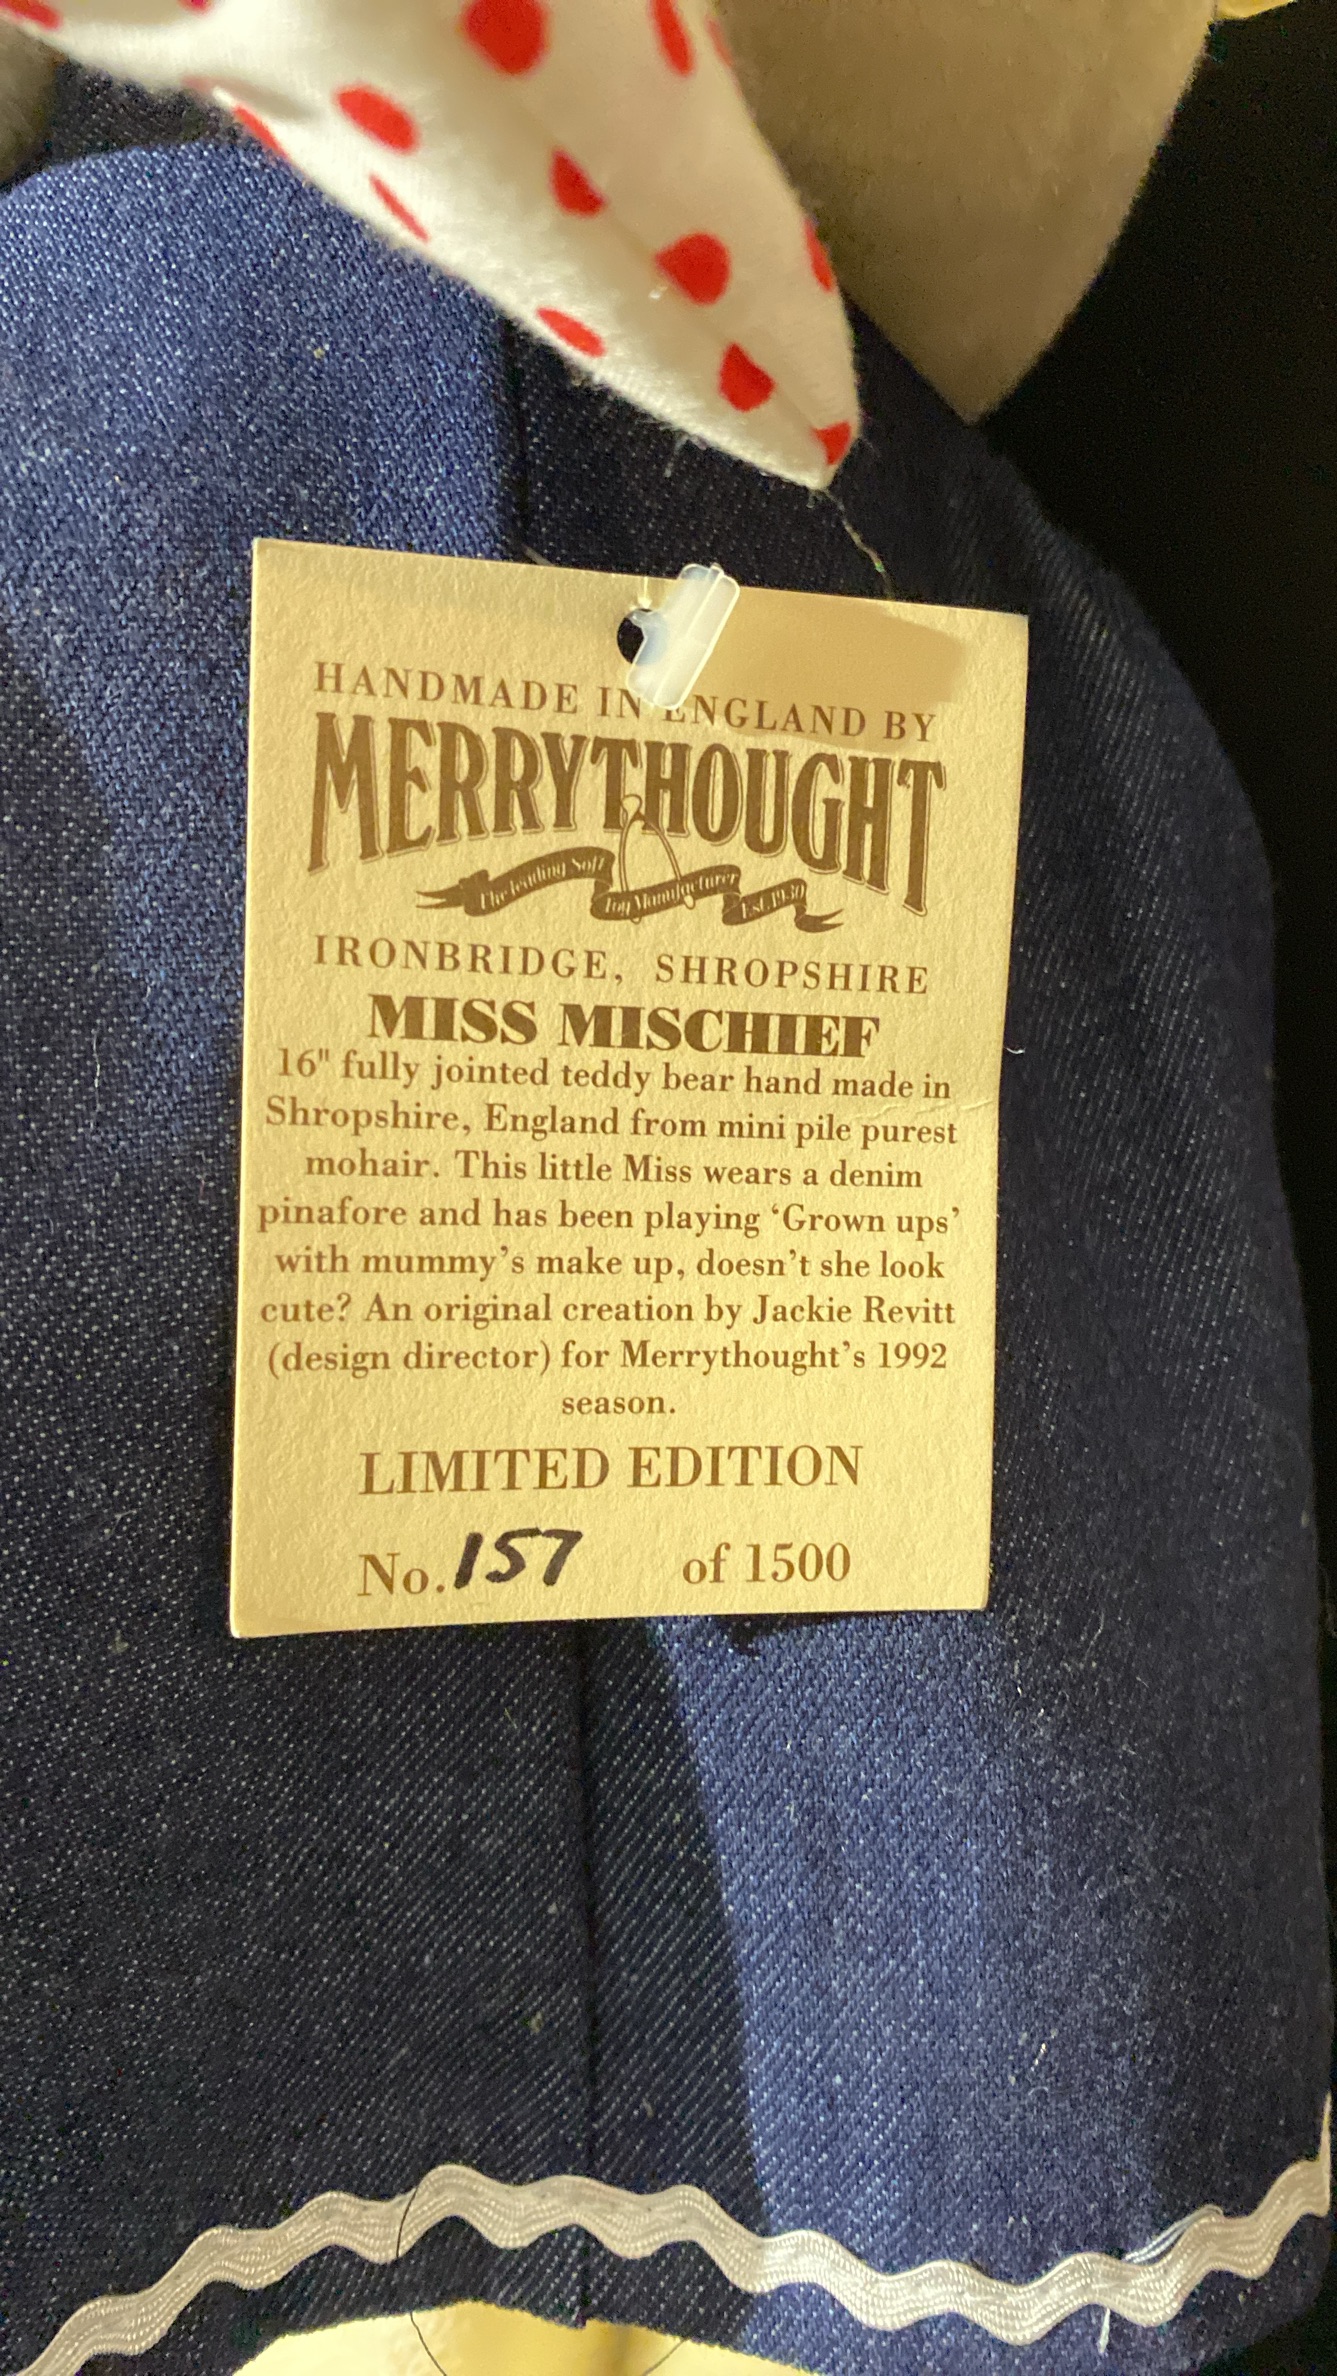 HANDMADE IN ENGLAND BY
MERRYTHOUGHT
The leading Soft Toy Manufacturer Est. 1930
IRONBRIDGE, SHROPSHIRE
MISS MISCHIEF
16" fully jointed teddy bear hand made in
Shropshire, England from mini pile purest
mohair. This little Miss wears a denim
pinafore and has been playing ‘Grown ups’
with mummy’s make up, doesn’t she look
cute? An original creation by Jackie Revitt
(design director) for Merrythought’s 1992
season.
LIMITED EDITION
No. 157 of 1500